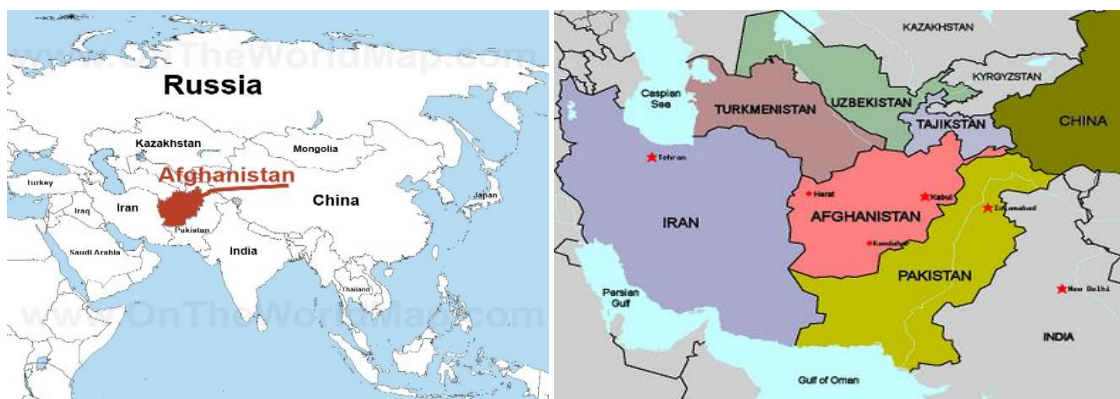 www.OnTheWorldMap.com
Russia
Kazakhstan
Mongolia
Afghanistan
Turkey
Iran
China
Japan
Iraq
Pakistan
Saudi Arabia
India
Thailand
www.OnTheWorldMap.com
KAZAKHSTAN
Caspian
Sea
KYRGYZSTAN
UZBEKISTAN
TURKMENISTAN
TAJIKSTAN
CHINA
Tehran
Herat
Kabul
Islamabad
IRAN
AFGHANISTAN
Kandahar
PAKISTAN
Persian
Gulf
New Delhi
INDIA
Gulf of Oman